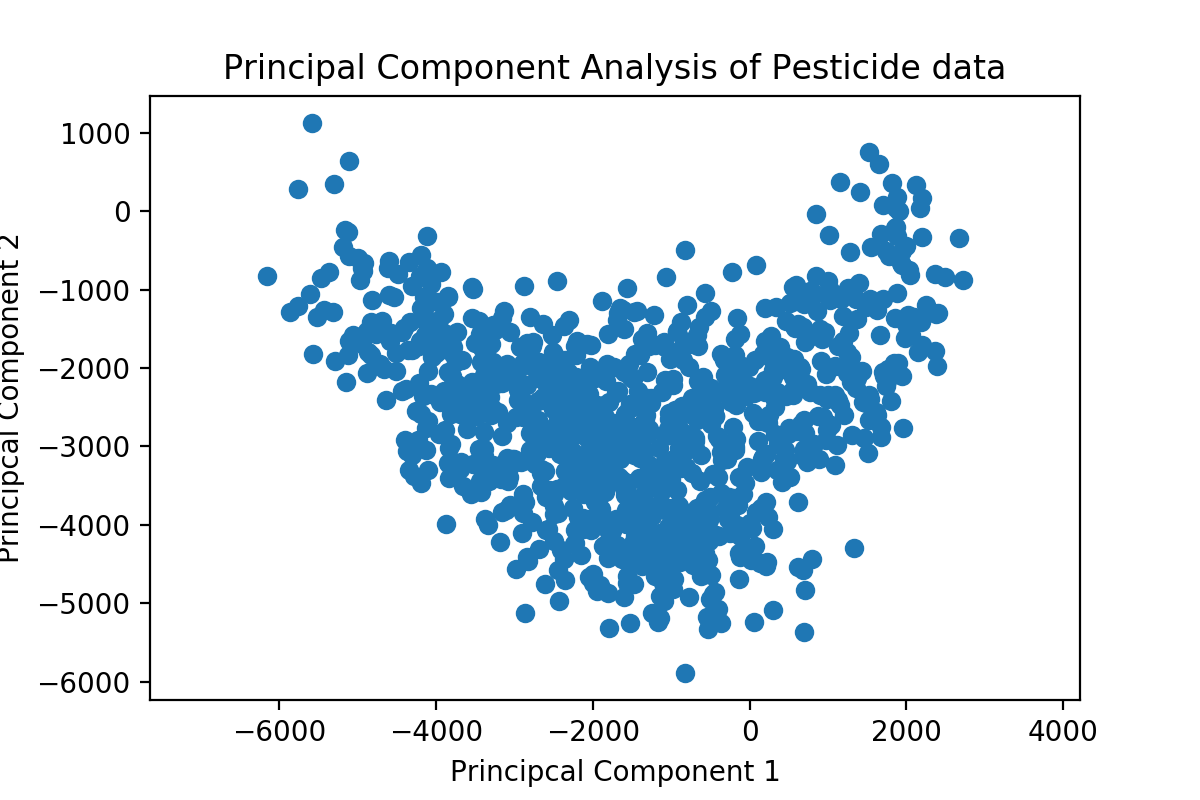 Principal Component Analysis of Pesticide data
1000
0
−1000
−2000
−3000
−4000
−5000
−6000
Principcal Component 2
−6000 −4000 −2000 0 2000 4000
Principcal Component 1